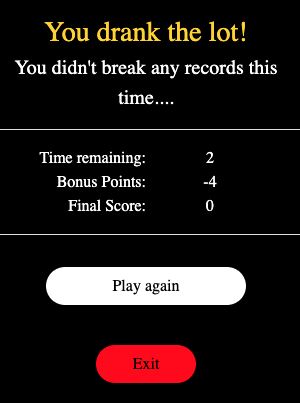 You drank the lot!
You didn't break any records this
time....
Time remaining: 2
Bonus Points: -4
Final Score: 0
Play again
Exit